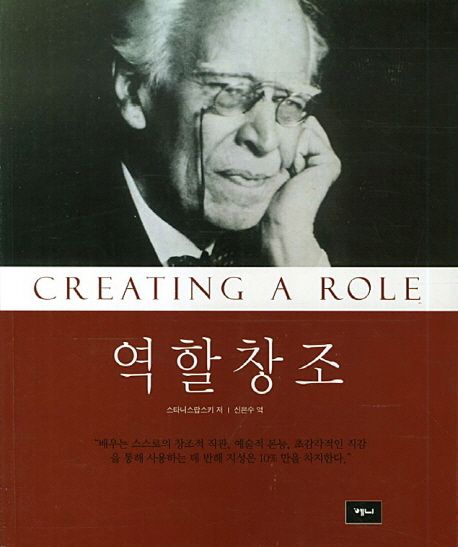 CREATING A ROLE
역할창조
스타니스랍스키 저 | 신은수 역
"배우는 스스로의 창조적 직관, 예술적 본능, 초감각적인 직감
을 통해 사용하는 데 반해 지성은 10% 만을 차지한다."
예니